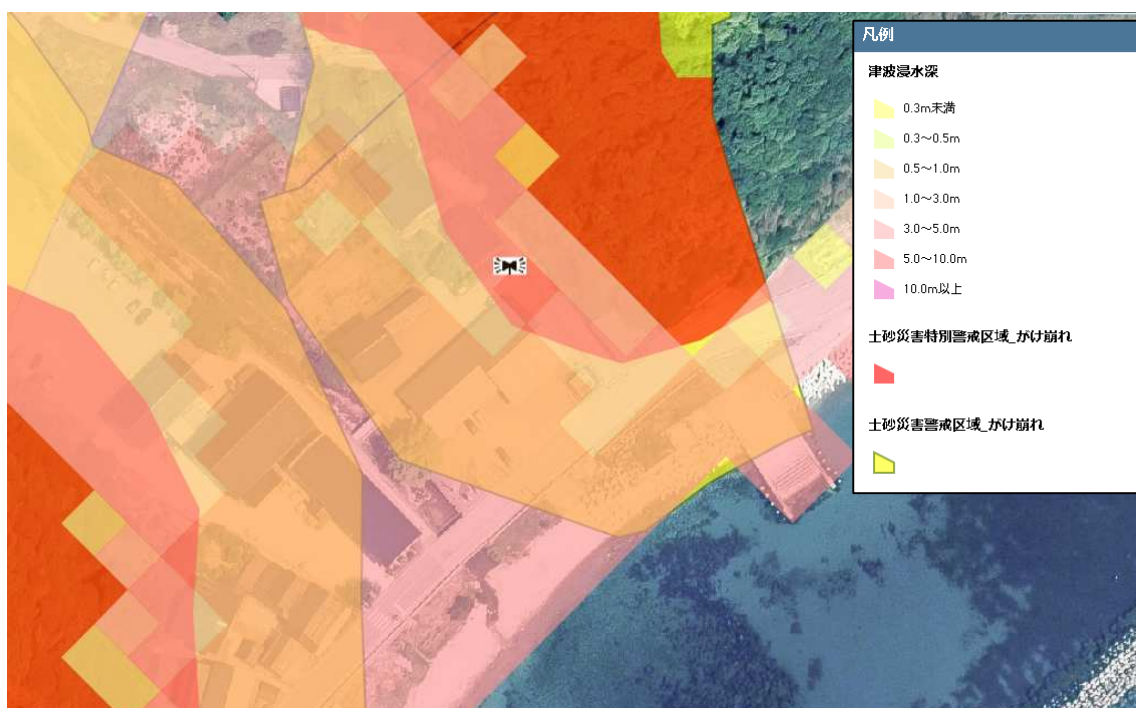 凡例
津波浸水深
0.3m未満
0.3～0.5m
0.5～1.0m
1.0～3.0m
3.0～5.0m
5.0～10.0m
10.0m以上
土砂災害特別警戒区域_がけ崩れ
土砂災害警戒区域_がけ崩れ